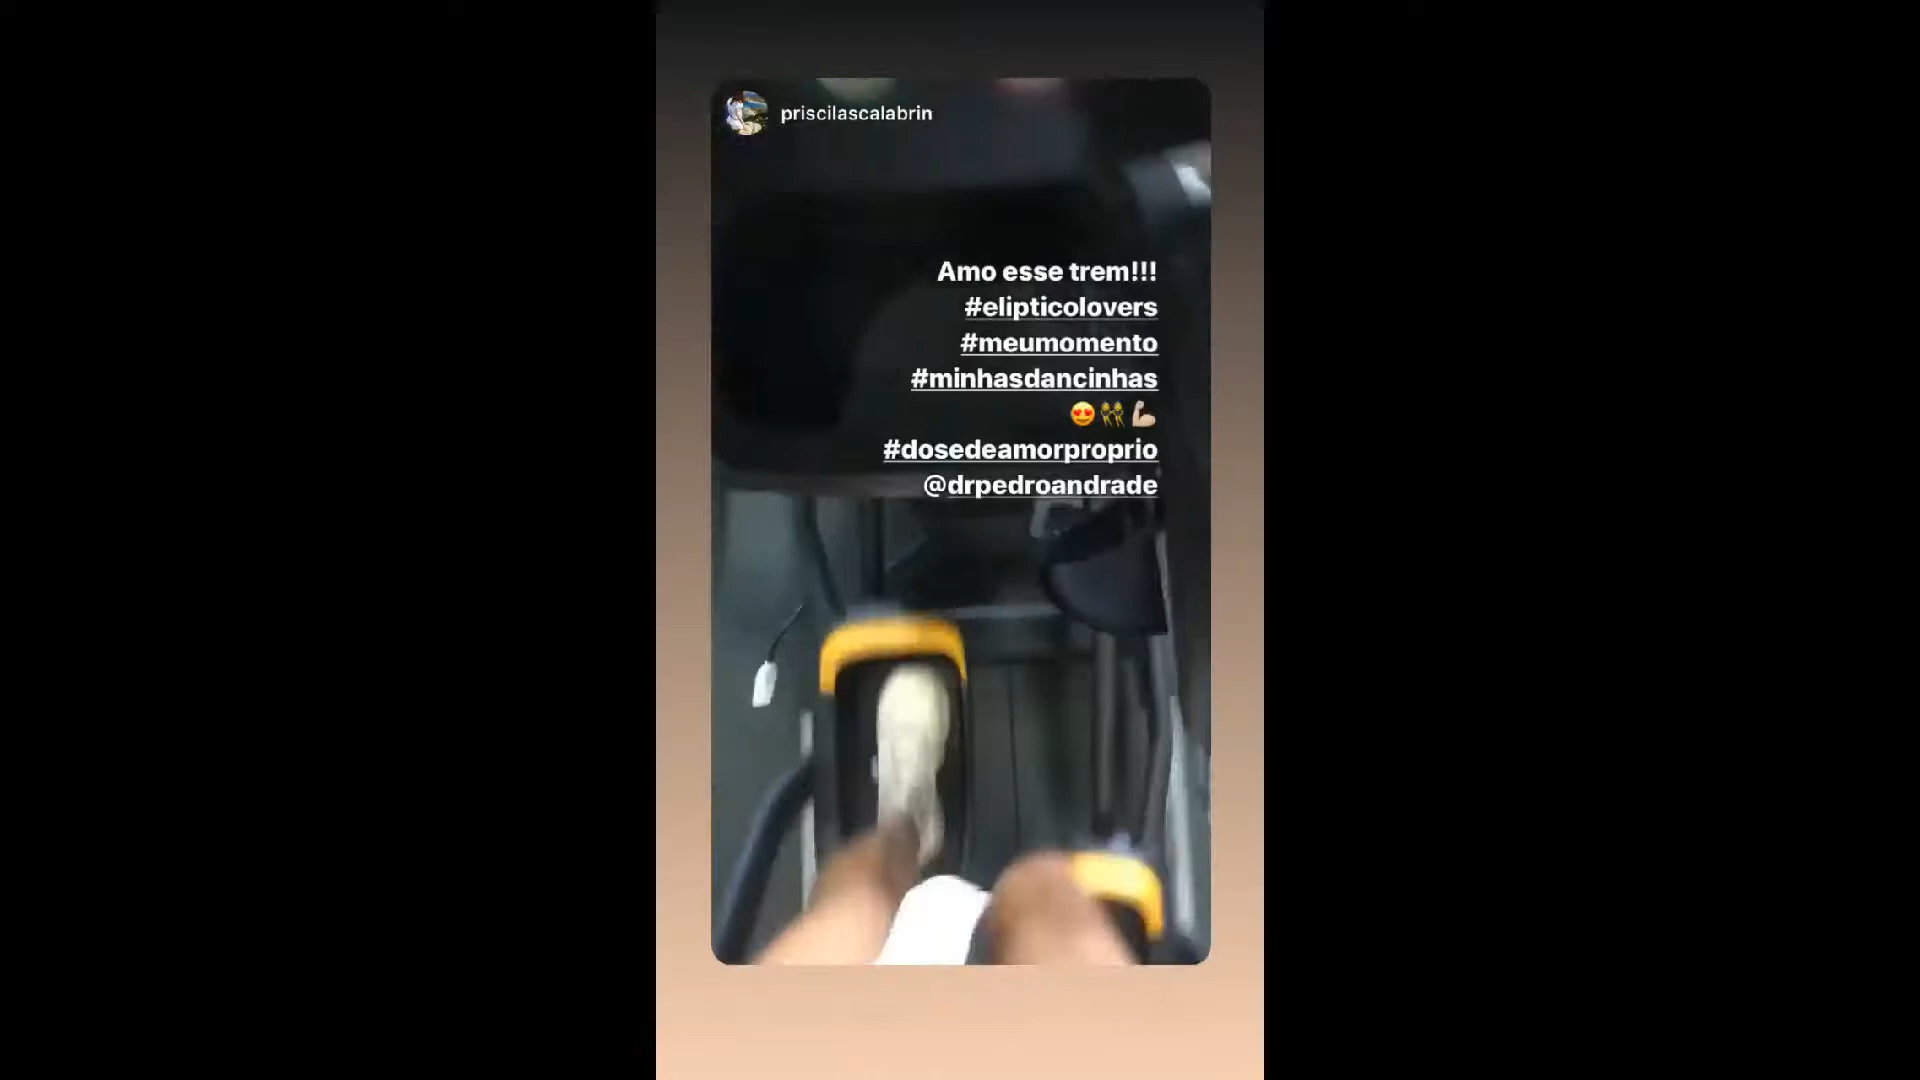 priscilascalabrin
Amo esse trem!!!
#elipticolovers
#meumomento
#minhasdancinhas
😍👯💪🏼
#dosedeamorproprio
@drpedroandrade